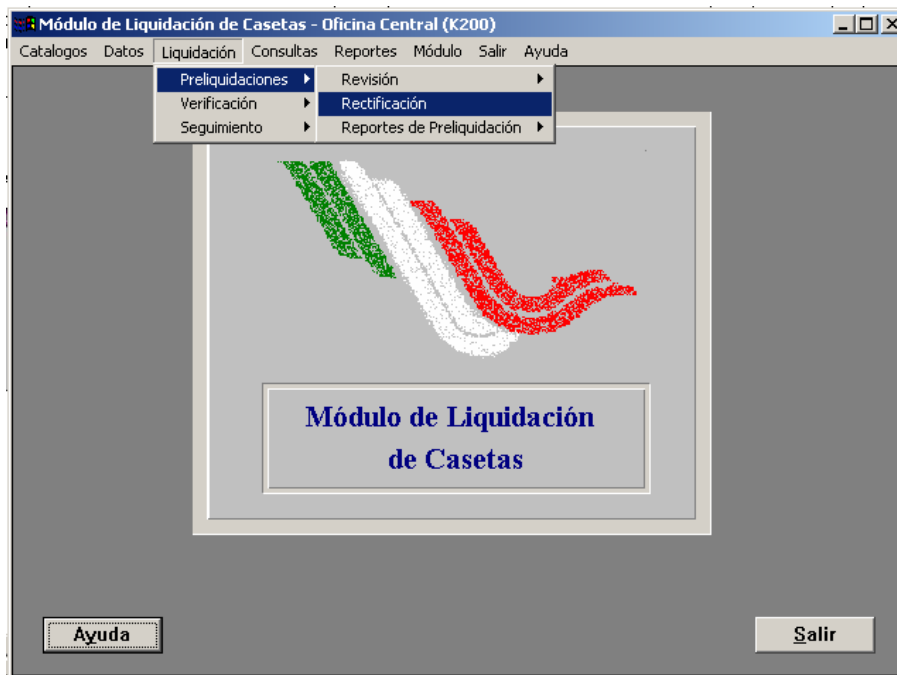 Módulo de Liquidación de Casetas - Oficina Central (K200)
Catalogos Datos Liquidación Consultas Reportes Módulo Salir Ayuda
Preliquidaciones Revisión
Verificación Rectificación
Seguimiento Reportes de Preliquidación
Módulo de Liquidación
de Casetas
Ayuda Salir